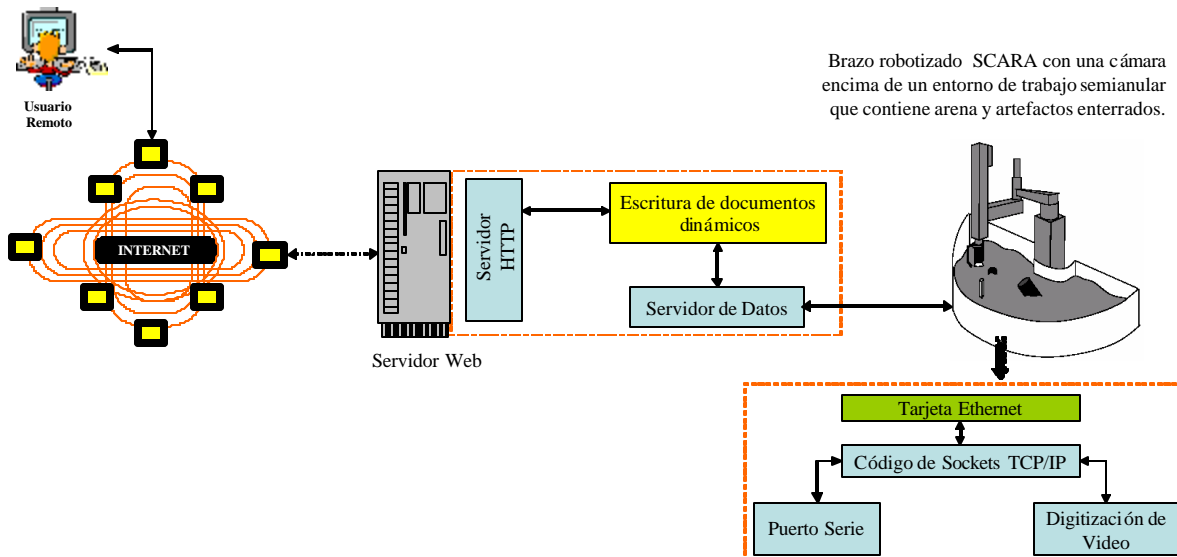 Usuario
Remoto
Brazo robotizado SCARA con una cámara
encima de un entorno de trabajo semianular
que contiene arena y artefactos enterrados.
INTERNET
Servidor
HTTP
Escritura de documentos
dinámicos
Servidor de Datos
Servidor Web
Tarjeta Ethernet
Código de Sockets TCP/IP
Puerto Serie
Digitización de
Video